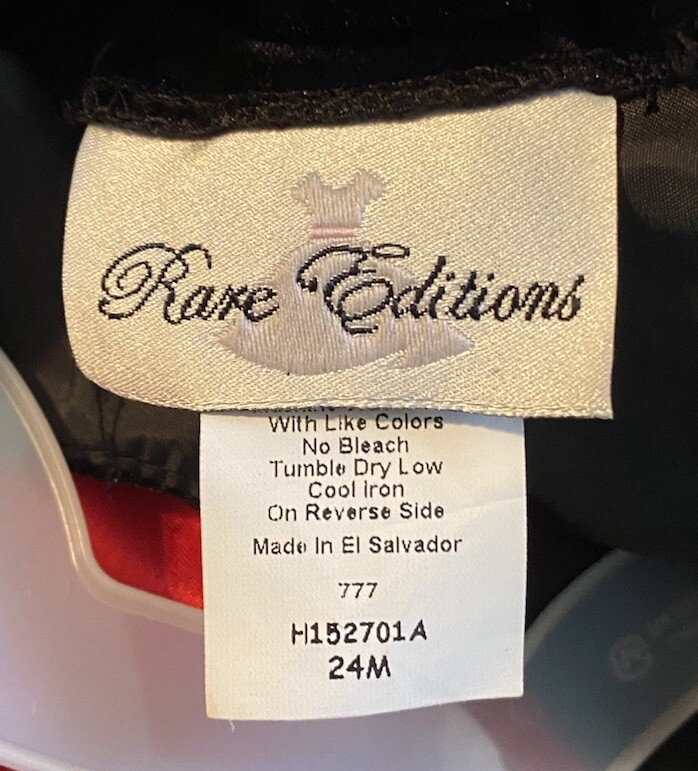 Rare Editions
With Like Colors
No Bleach
Tumble Dry Low
Cool Iron
On Reverse Side
Made In El Salvador
777
H152701A
24M